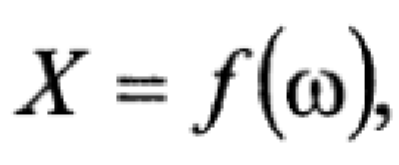 X = f(ω),